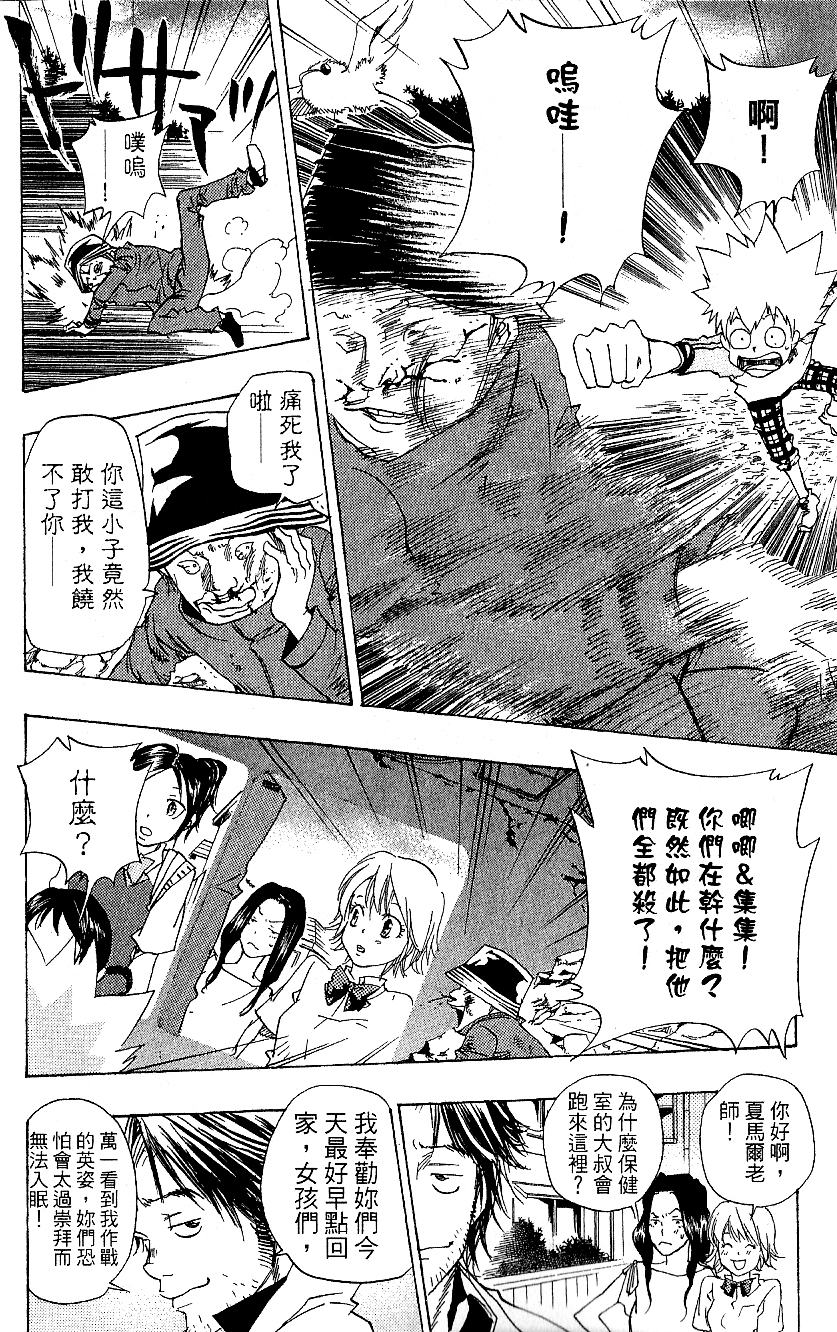 啊！
嗚哇——！
ドサァッ
噗嗚——！
痛死我了
啦——
你這小子竟然
敢打我，我饒
不了你——
唧唧&集集！
你們在幹什麼？
既然如此，把他
們全都殺了！
什麼？
你好啊，
夏馬爾老
師！
為什麼保健
室的大叔會
跑來這裡？
我奉勸妳們今
天最好早點回
家，女孩們，
萬一看到我作戰
的英姿，妳們恐
怕會太過崇拜而
無法入眠！